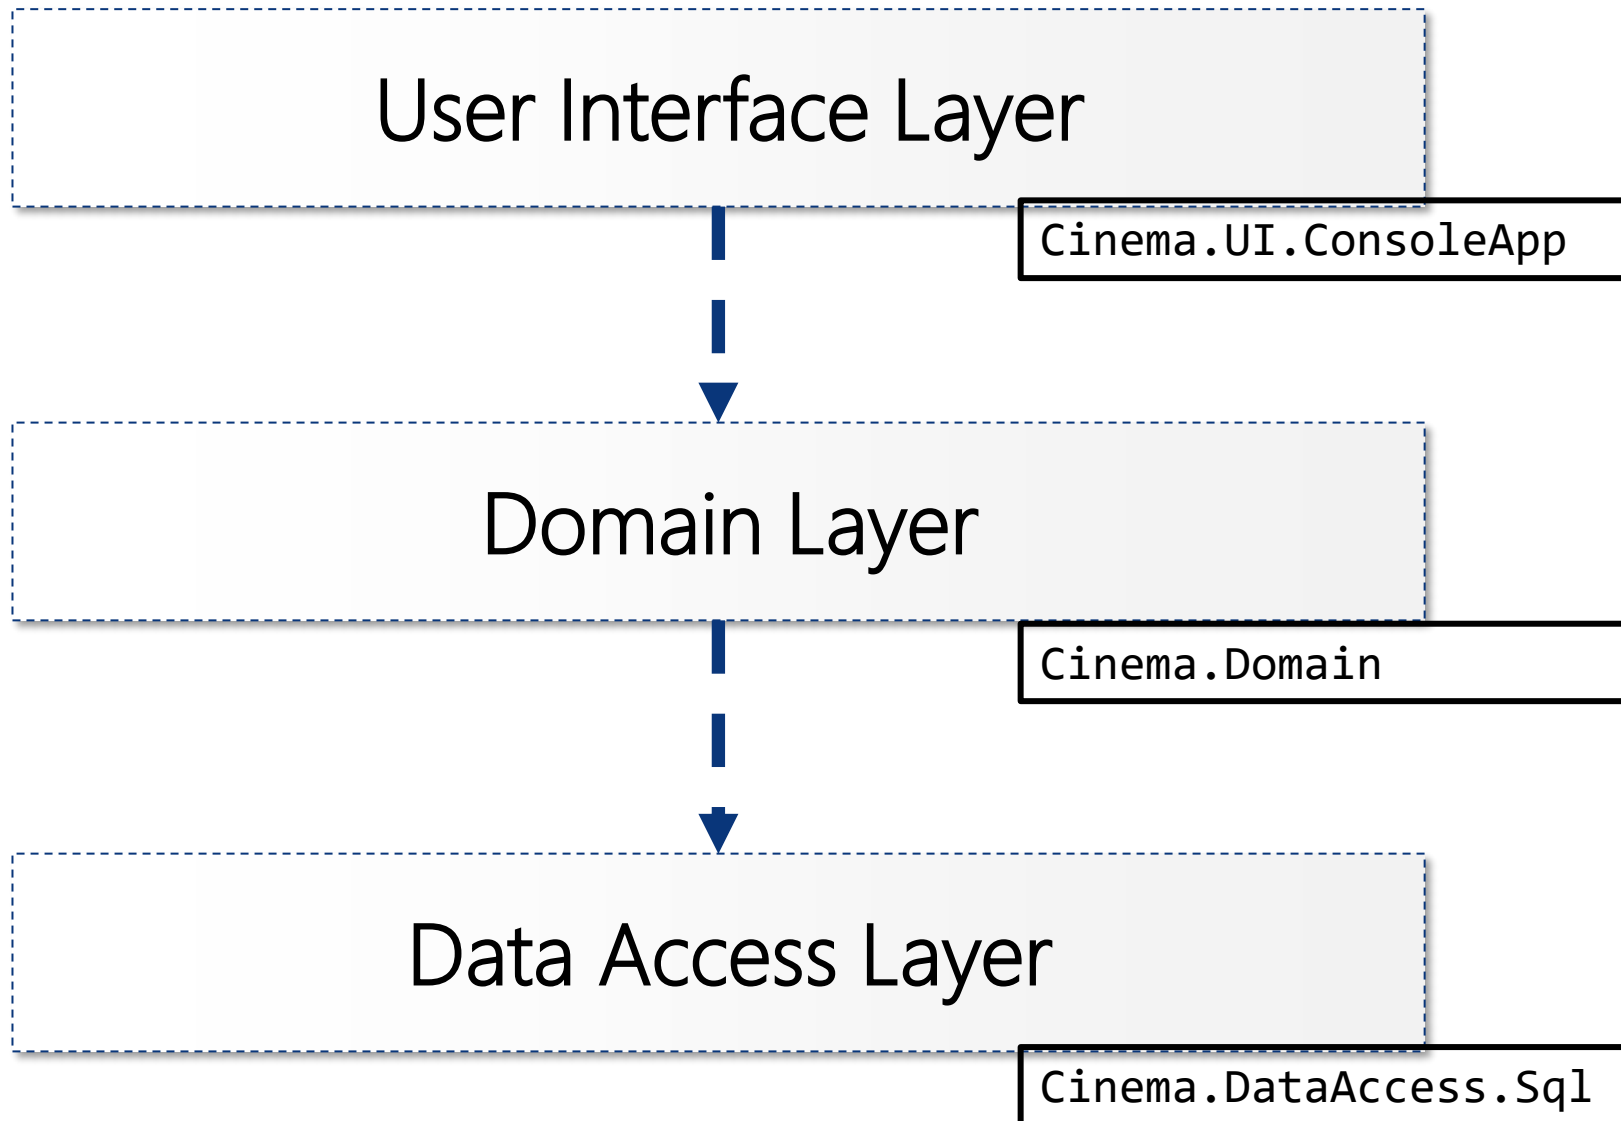 User Interface Layer
Cinema.UI.ConsoleApp
Domain Layer
Cinema.Domain
Data Access Layer
Cinema.DataAccess.Sql